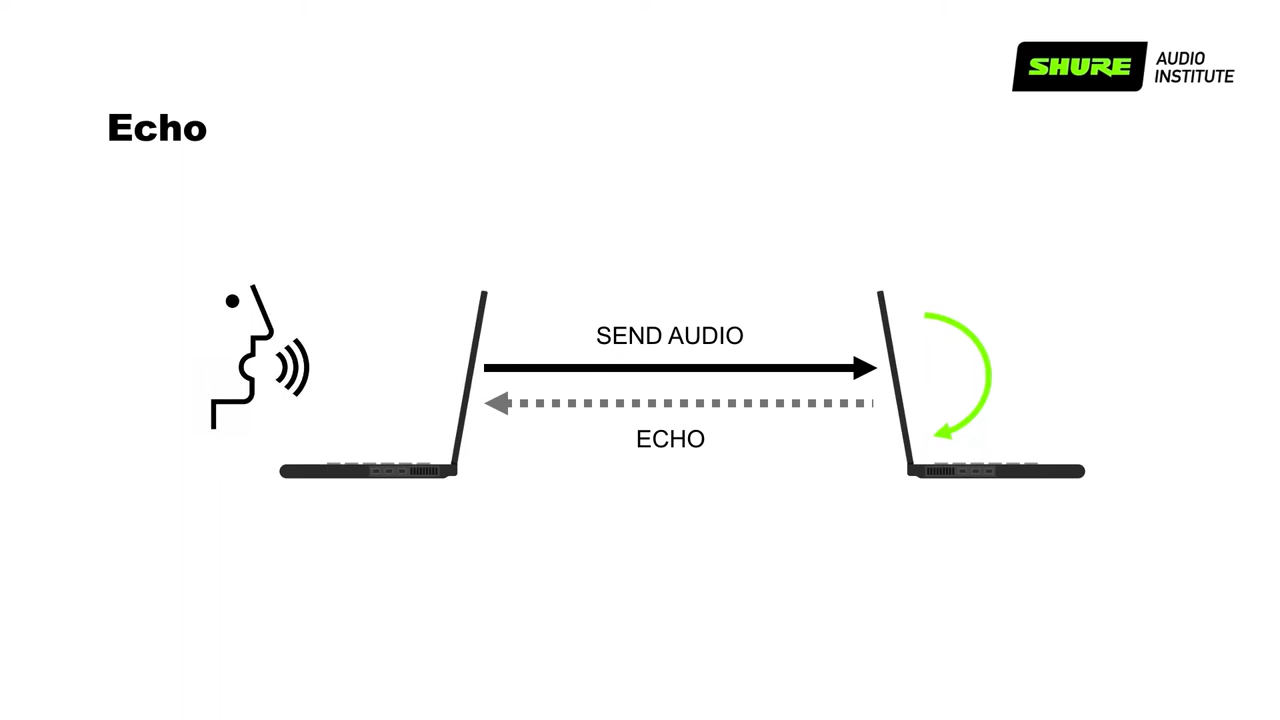 SHURE AUDIO
INSTITUTE
Echo
SEND AUDIO
ECHO